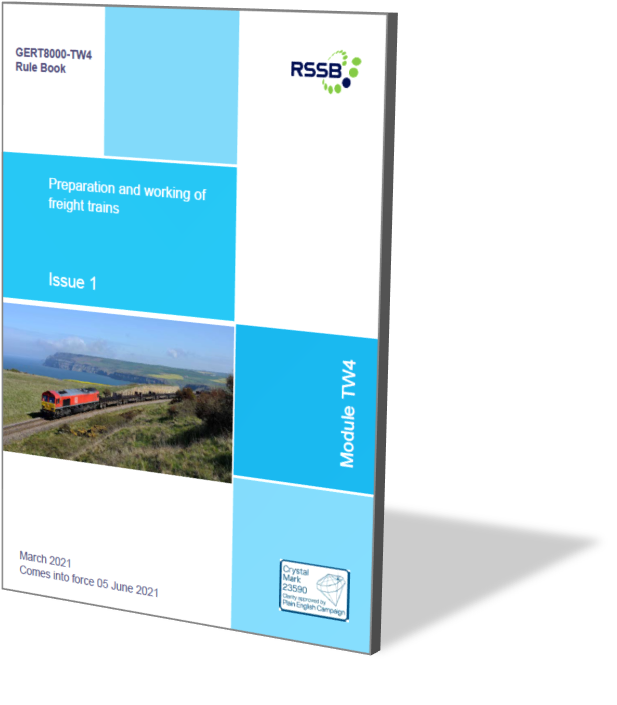 GERT8000-TW4
Rule Book
RSSB
Preparation and working of
freight trains
Issue 1
Module TW4
March 2021
Comes into force 05 June 2021
Crystal
Mark
23590
Clarity approved by
Plain English Campaign